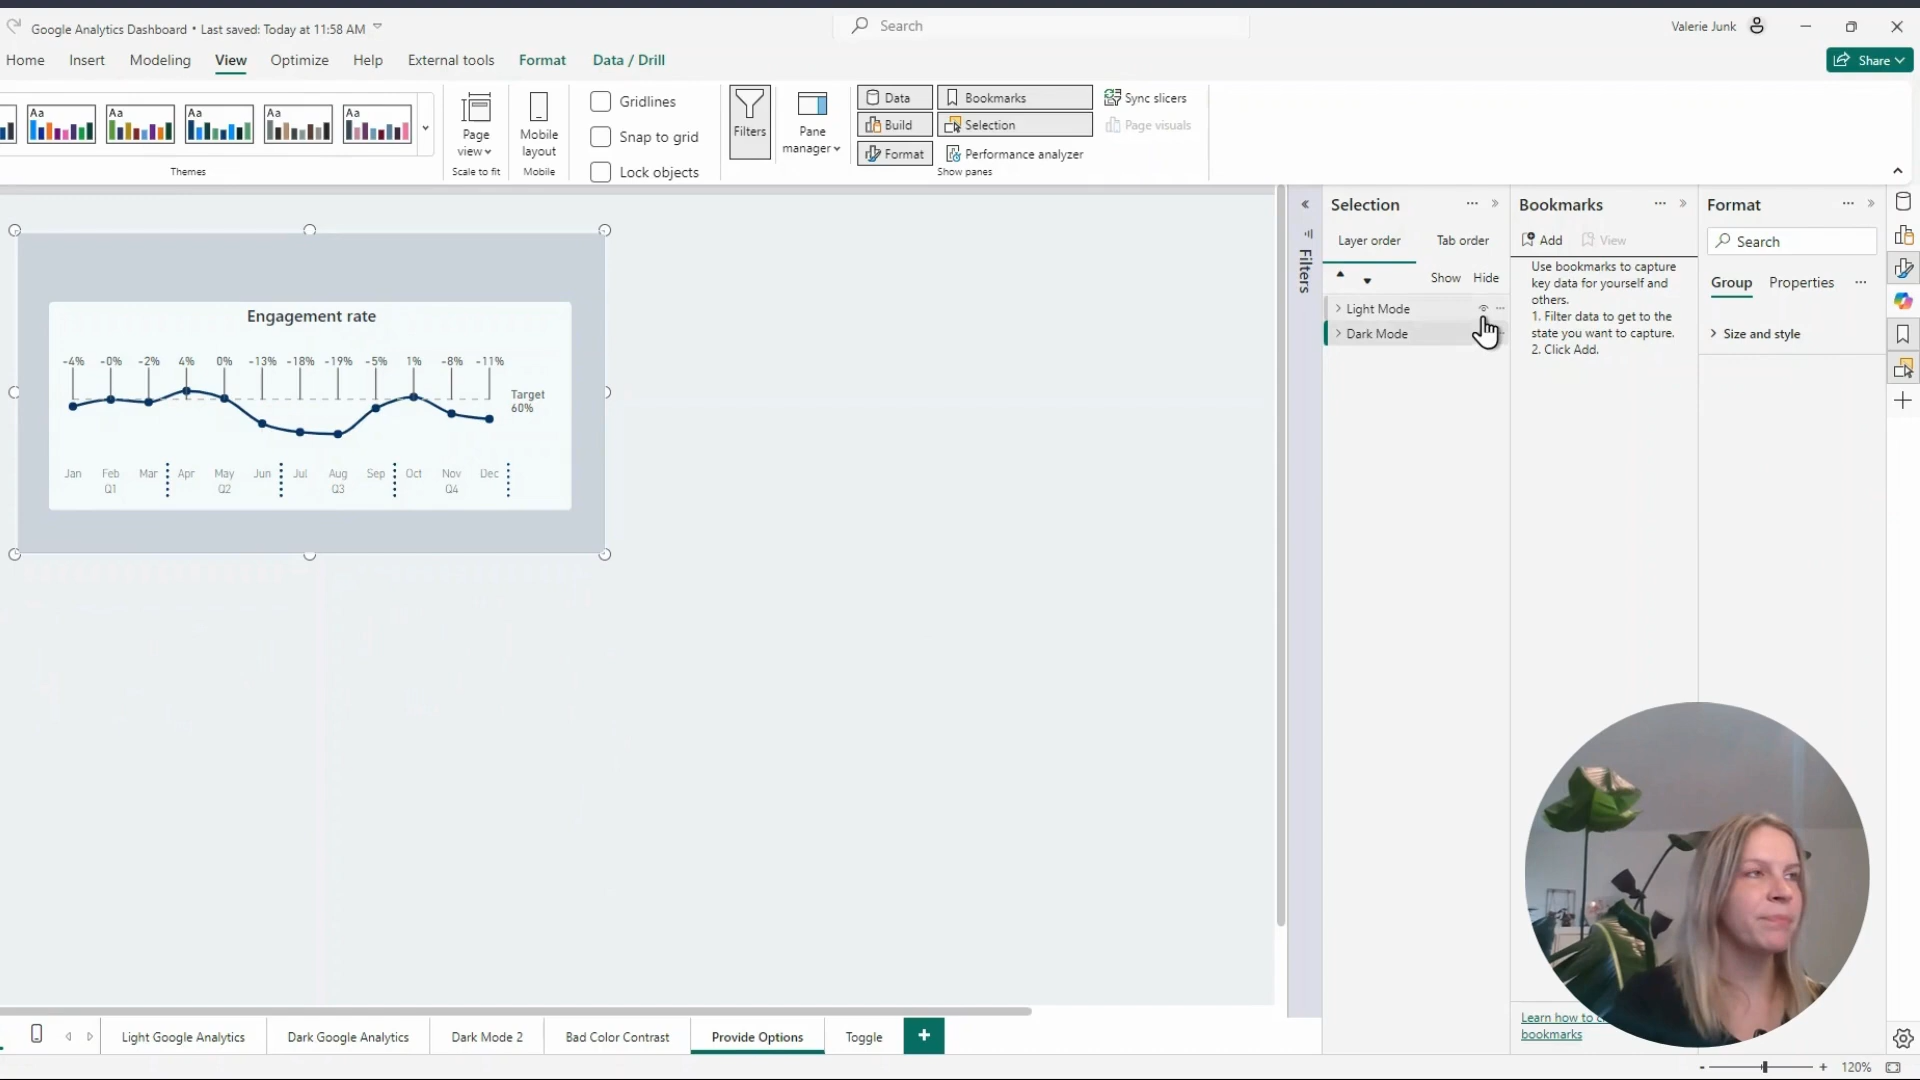 Google Analytics Dashboard • Last saved: Today at 11:58 AM
Search
Valerie Junk
Home Insert Modeling View Optimize Help External tools Format Data / Drill
Share
Aa Aa Aa Aa Aa
Themes
Page view
Scale to fit
Mobile layout
Mobile
Gridlines
Snap to grid
Lock objects
Filters
Pane manager
Data
Build
Format
Bookmarks
Selection
Performance analyzer
Sync slicers
Page visuals
Show panes
Engagement rate
-4% -0% -2% 4% 0% -13% -18% -19% -5% 1% -8% -11%
Target
60%
Jan Feb Mar Apr May Jun Jul Aug Sep Oct Nov Dec
Q1 Q2 Q3 Q4
Filters
Selection
Layer order Tab order
Show Hide
Light Mode
Dark Mode
Bookmarks
Add View
Use bookmarks to capture
key data for yourself and
others.
1. Filter data to get to the
state you want to capture.
2. Click Add.
Learn how to
bookmarks
Format
Search
Group Properties
Size and style
Light Google Analytics Dark Google Analytics Dark Mode 2 Bad Color Contrast Provide Options Toggle
120%